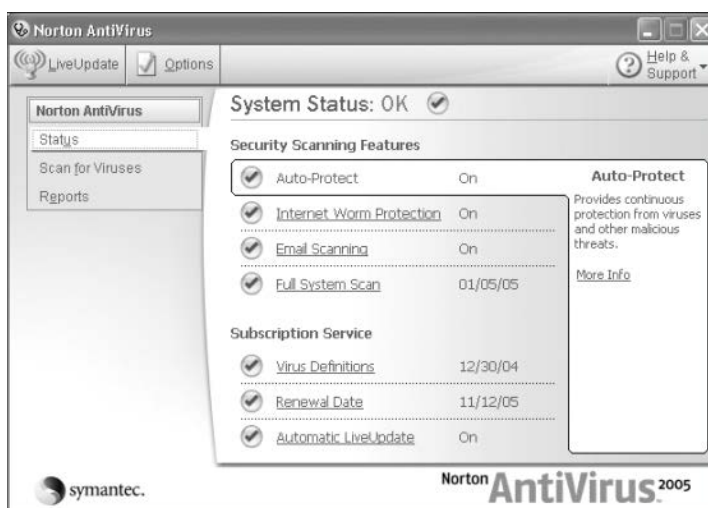 Norton AntiVirus
LiveUpdate
Options
Help &
Support
Norton AntiVirus
Status
Scan for Viruses
Reports
System Status: OK
Security Scanning Features
Auto-Protect On
Internet Worm Protection On
Email Scanning On
Full System Scan 01/05/05
Subscription Service
Virus Definitions 12/30/04
Renewal Date 11/12/05
Automatic LiveUpdate On
Auto-Protect
Provides continuous
protection from viruses
and other malicious
threats.
More Info
symantec.
Norton AntiVirus 2005